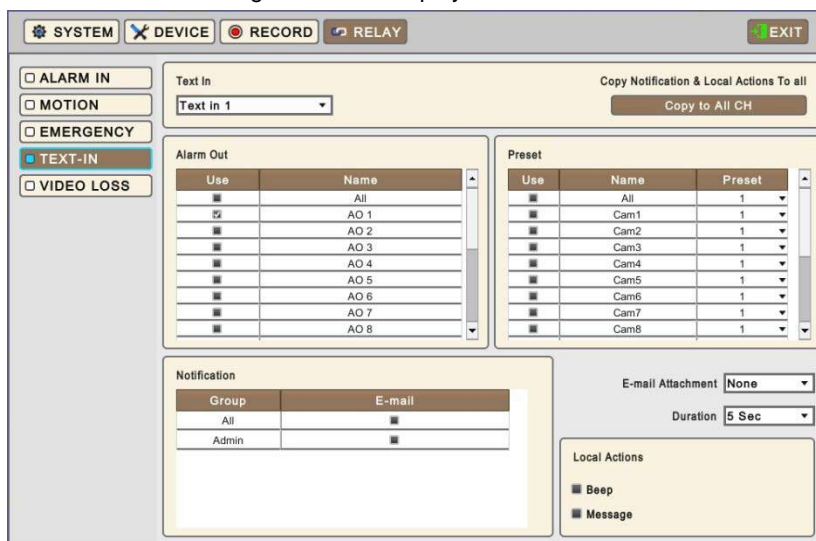 SYSTEM DEVICE RECORD RELAY EXIT
ALARM IN
MOTION
EMERGENCY
TEXT-IN
VIDEO LOSS
Text In
Text in 1
Copy Notification & Local Actions To all
Copy to All CH
Alarm Out
Use Name
All
AO 1
AO 2
AO 3
AO 4
AO 5
AO 6
AO 7
AO 8
Preset
Use Name Preset
All 1
Cam1 1
Cam2 1
Cam3 1
Cam4 1
Cam5 1
Cam6 1
Cam7 1
Cam8 1
Notification
Group E-mail
All
Admin
E-mail Attachment None
Duration 5 Sec
Local Actions
Beep
Message